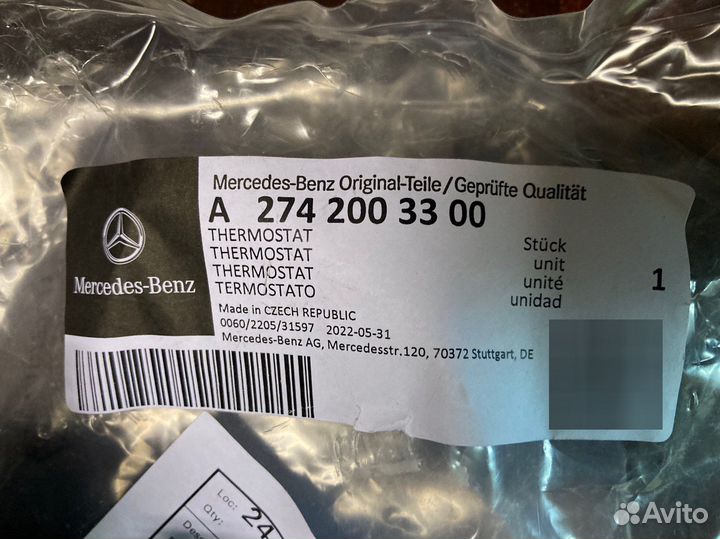 Mercedes-Benz Original-Teile/Geprüfte Qualität
A 274 200 33 00
THERMOSTAT
THERMOSTAT
THERMOSTAT
TERMOSTATO
Stück
unit
unité
unidad
1
Mercedes-Benz
Made in CZECH REPUBLIC
0060/2205/31597 2022-05-31
Mercedes-Benz AG, Mercedesstr.120, 70372 Stuttgart, DE
Loc:
Qty:
24
Avito